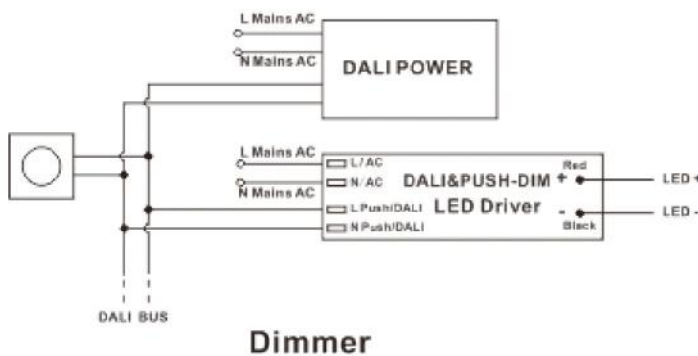 L Mains AC
N Mains AC
DALI POWER
L Mains AC
N Mains AC
L/AC
N/AC
L Push/DALI
N Push/DALI
DALI&PUSH-DIM
LED Driver
Red
+
-
Black
LED +
LED -
DALI BUS
Dimmer